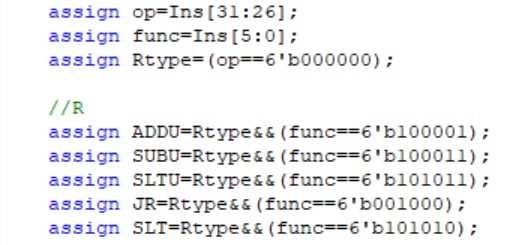 assign op=Ins[31:26];
assign func=Ins[5:0];
assign Rtype=(op==6'b000000);
//R
assign ADDU=Rtype&&(func==6'b100001);
assign SUBU=Rtype&&(func==6'b100011);
assign SLTU=Rtype&&(func==6'b101011);
assign JR=Rtype&&(func==6'b001000);
assign SLT=Rtype&&(func==6'b101010);